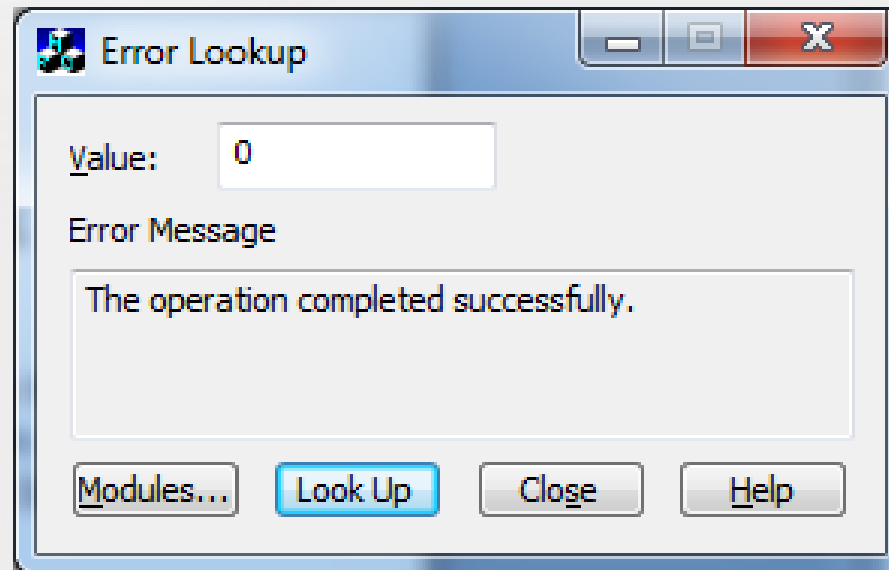 Error Lookup
Value: 0
Error Message
The operation completed successfully.
Modules... Look Up Close Help